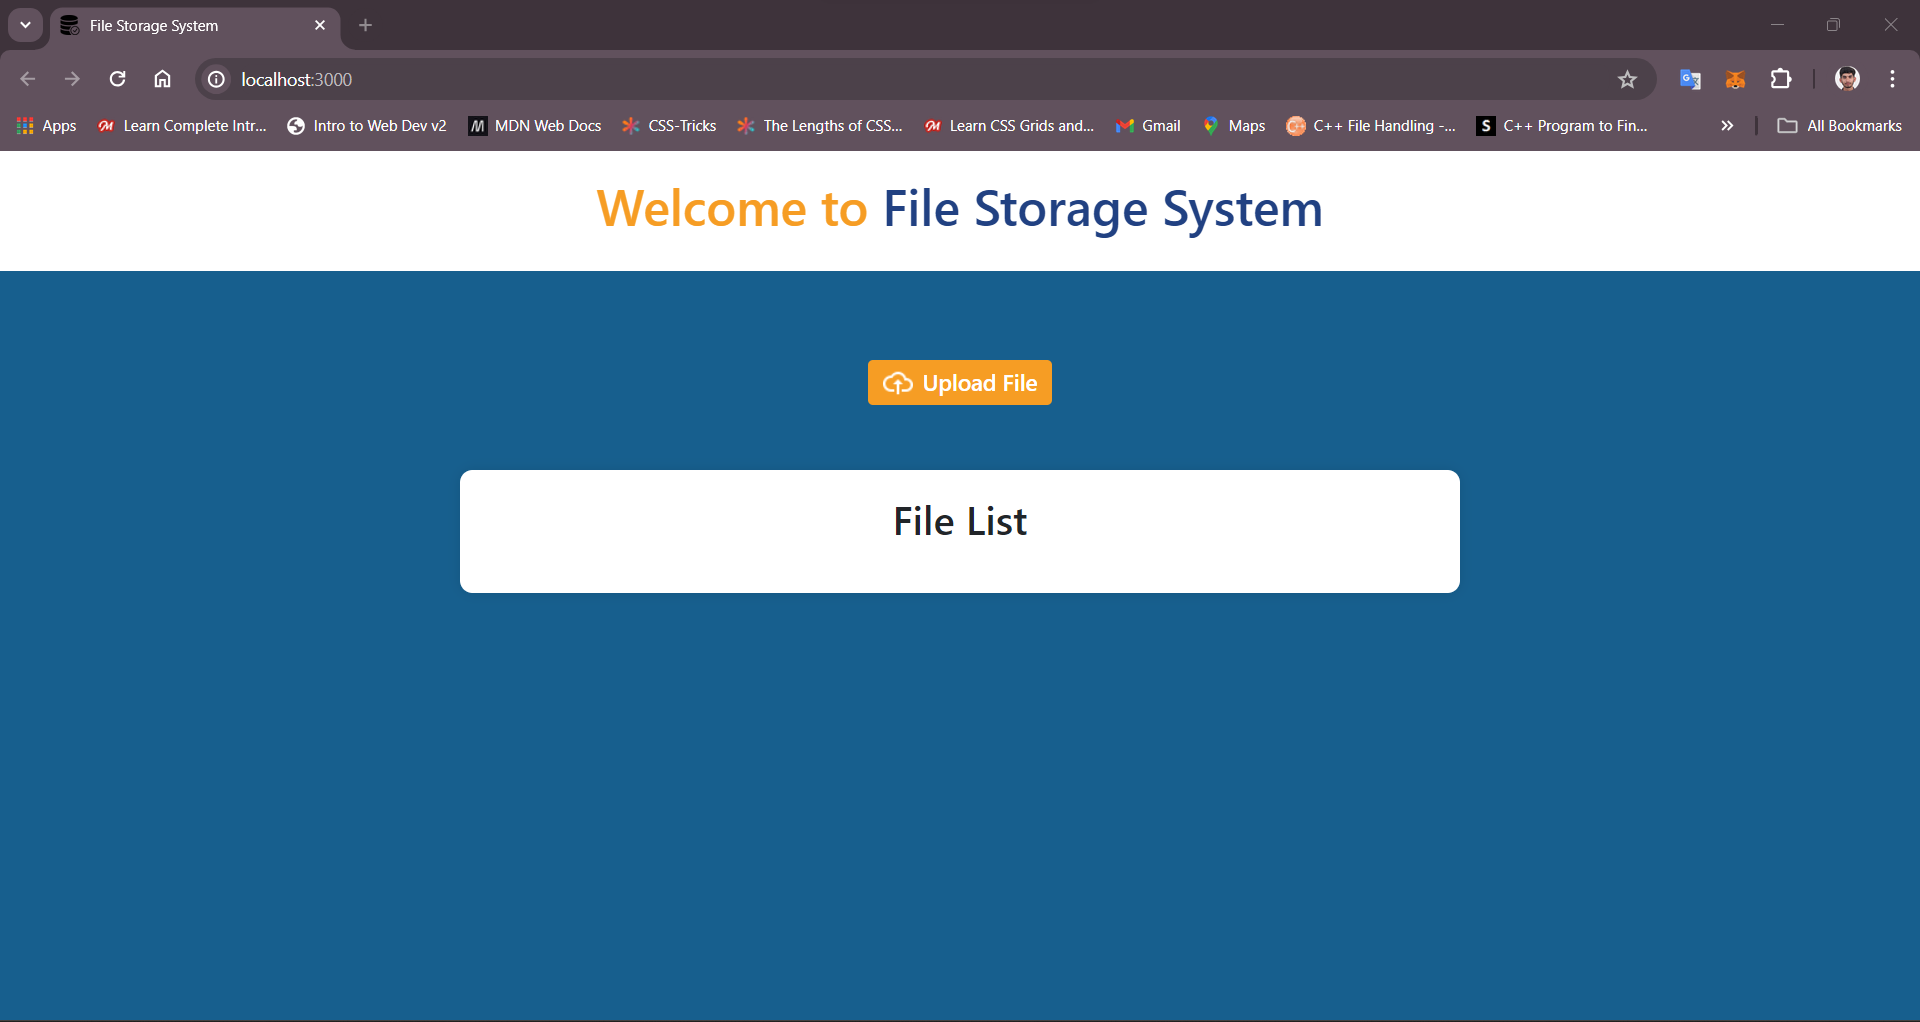 File Storage System
localhost:3000
Apps Learn Complete Intr... Intro to Web Dev v2 MDN Web Docs CSS-Tricks The Lengths of CSS... Learn CSS Grids and... Gmail Maps C++ File Handling -... S C++ Program to Fin... All Bookmarks
Welcome to File Storage System
Upload File
File List